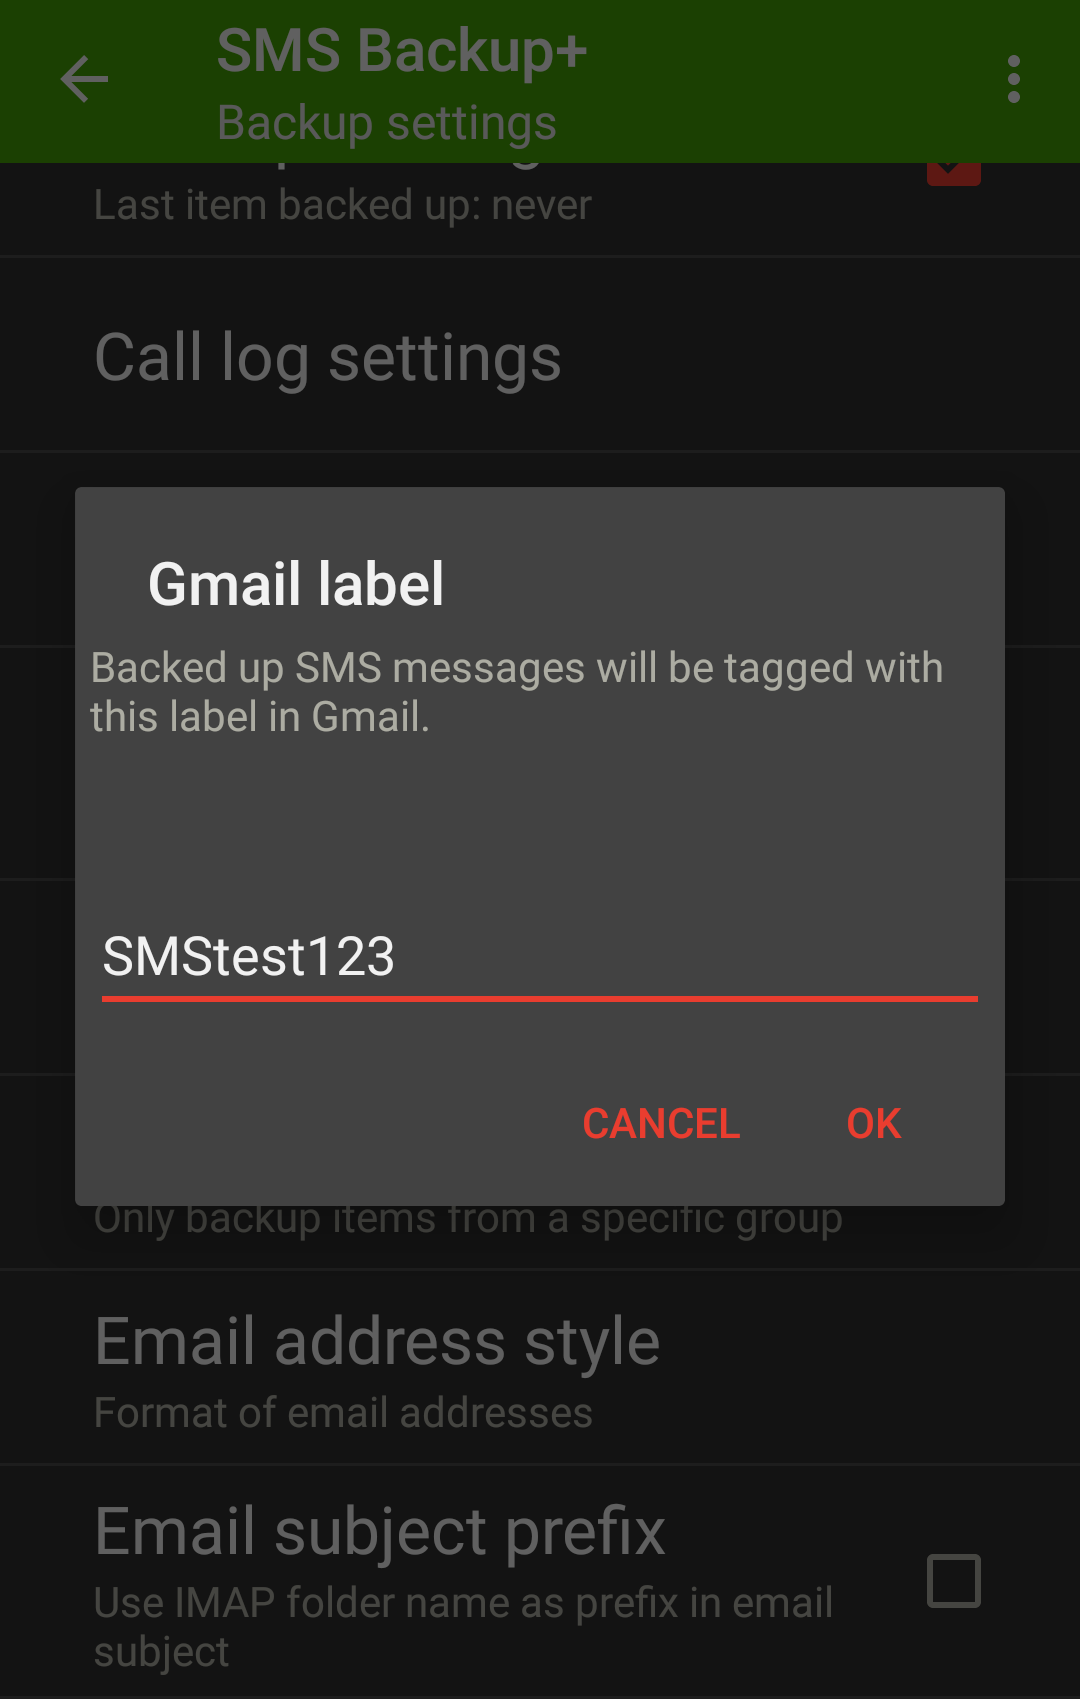 SMS Backup+
Backup settings
Last item backed up: never
Call log settings
Gmail label
Backed up SMS messages will be tagged with
this label in Gmail.
SMStest123
CANCEL
OK
Only backup items from a specific group
Email address style
Format of email addresses
Email subject prefix
Use IMAP folder name as prefix in email
subject